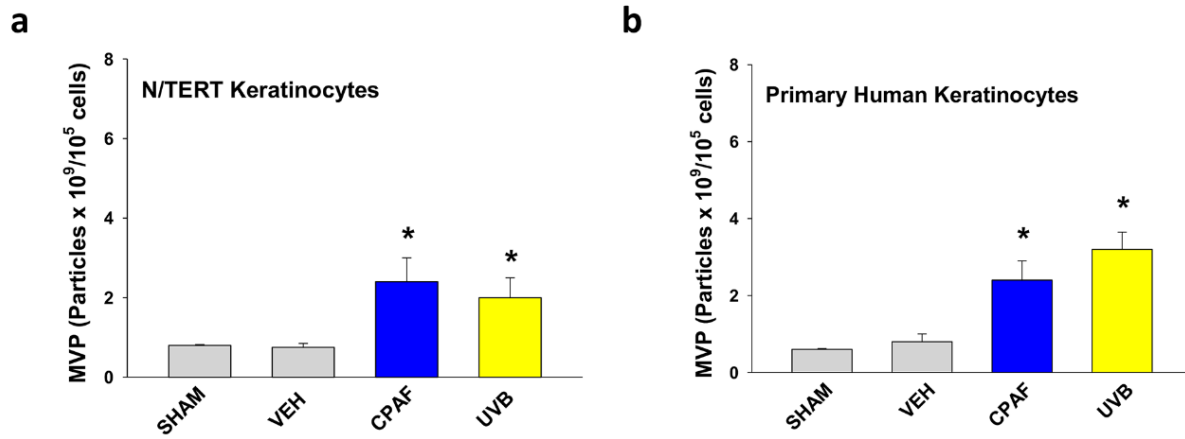 a
MVP (Particles x 10⁹/10⁵ cells)
8
6
4
2
0
N/TERT Keratinocytes
*
*
SHAM
VEH
CPAF
UVB
b
MVP (Particles x 10⁹/10⁵ cells)
8
6
4
2
0
Primary Human Keratinocytes
*
*
SHAM
VEH
CPAF
UVB